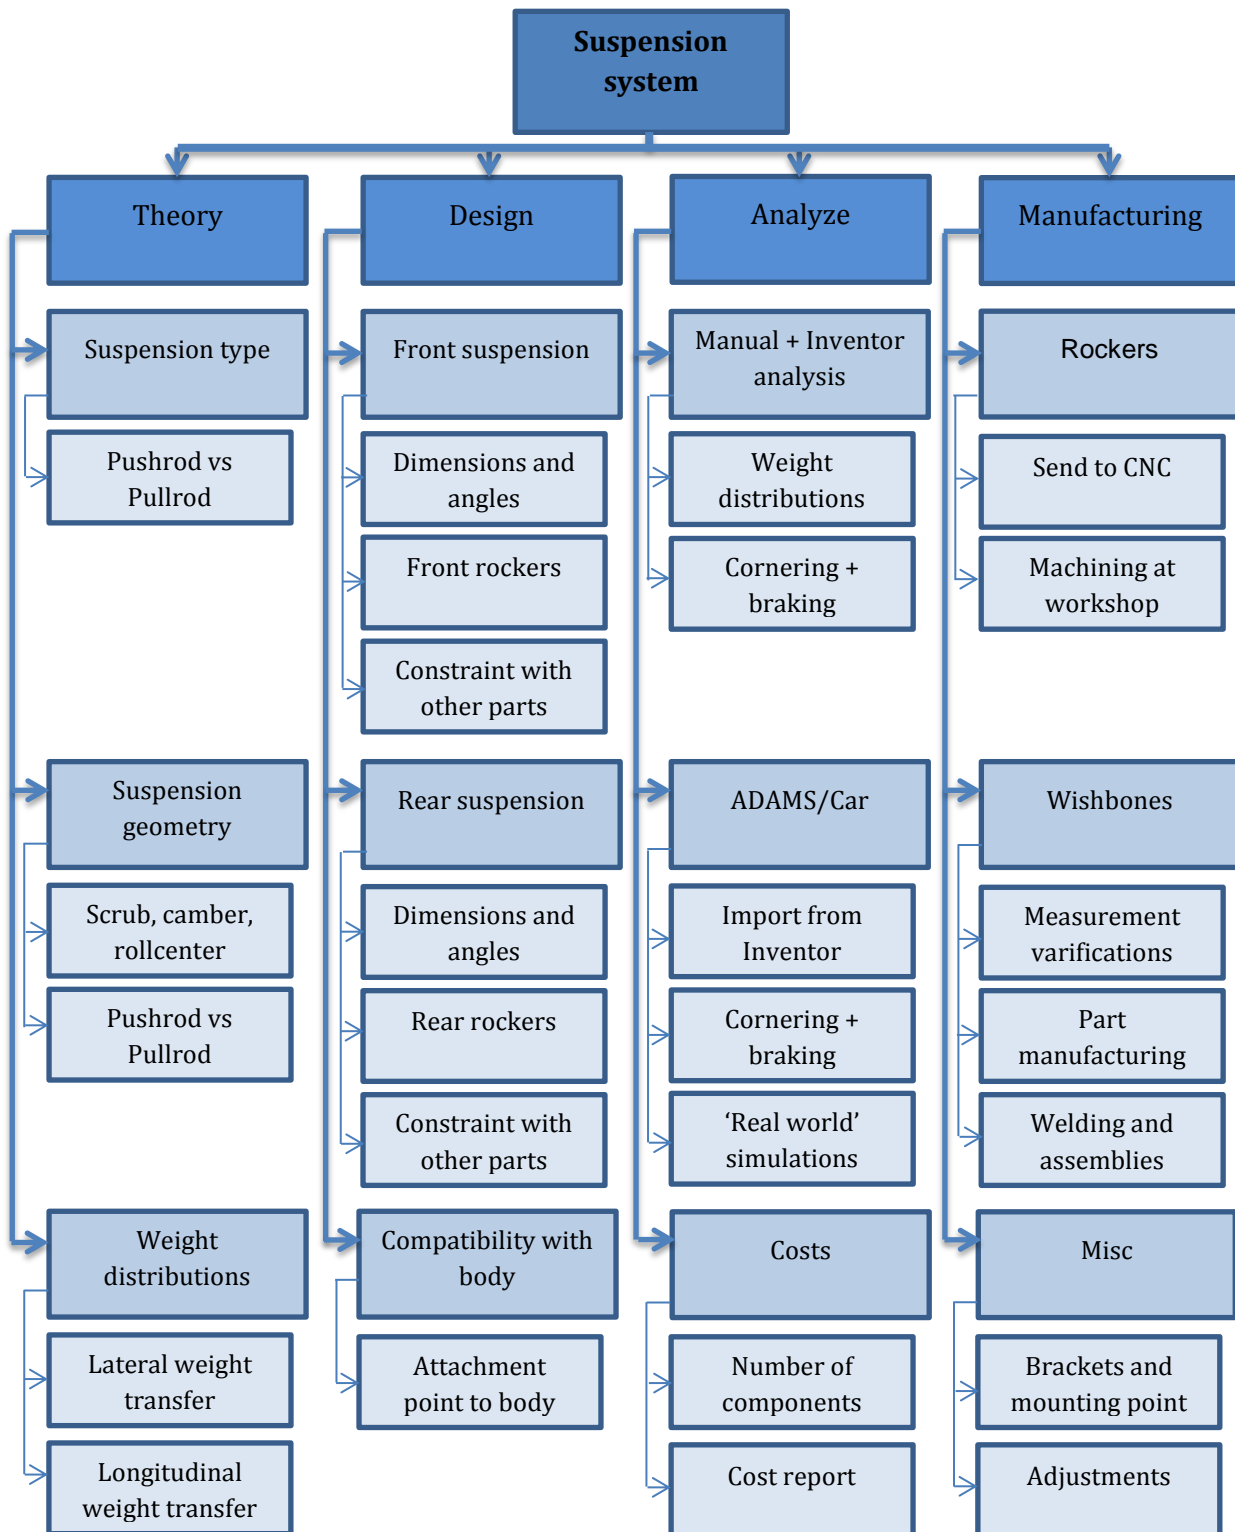 Suspension
system
Theory
Design
Analyze
Manufacturing
Suspension type
Front suspension
Manual + Inventor
analysis
Rockers
Pushrod vs
Pullrod
Dimensions and
angles
Weight
distributions
Send to CNC
Front rockers
Cornering +
braking
Machining at
workshop
Constraint with
other parts
Suspension
geometry
Rear suspension
ADAMS/Car
Wishbones
Scrub, camber,
rollcenter
Dimensions and
angles
Import from
Inventor
Measurement
varifications
Pushrod vs
Pullrod
Rear rockers
Cornering +
braking
Part
manufacturing
Constraint with
other parts
‘Real world’
simulations
Welding and
assemblies
Weight
distributions
Compatibility with
body
Costs
Misc
Lateral weight
transfer
Attachment
point to body
Number of
components
Brackets and
mounting point
Longitudinal
weight transfer
Cost report
Adjustments